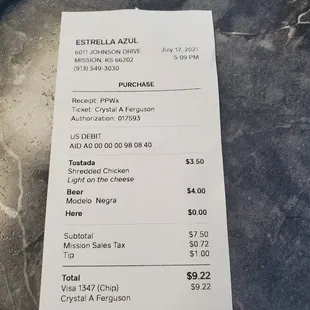 ESTRELLA AZUL
6011 JOHNSON DRIVE
MISSION, KS 66202
(913) 549-3030
July 17, 2021
5:09 PM
PURCHASE
Receipt: PPWx
Ticket: Crystal A Ferguson
Authorization: 017593
US DEBIT
AID A0 00 00 00 98 08 40
Tostada $3.50
Shredded Chicken
Light on the cheese
Beer $4.00
Modelo Negra
Here $0.00
Subtotal $7.50
Mission Sales Tax $0.72
Tip $1.00
Total $9.22
Visa 1347 (Chip) $9.22
Crystal A Ferguson